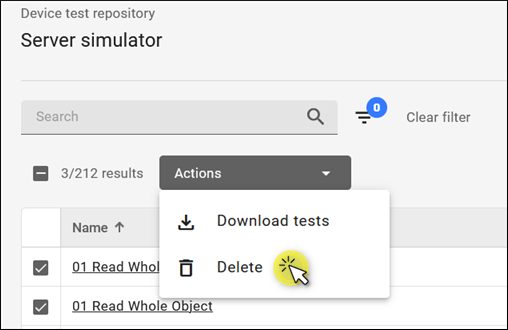 Device test repository
Server simulator
Search
0
Clear filter
3/212 results
Actions
Download tests
Delete
Name
01 Read Whol
01 Read Whole Object